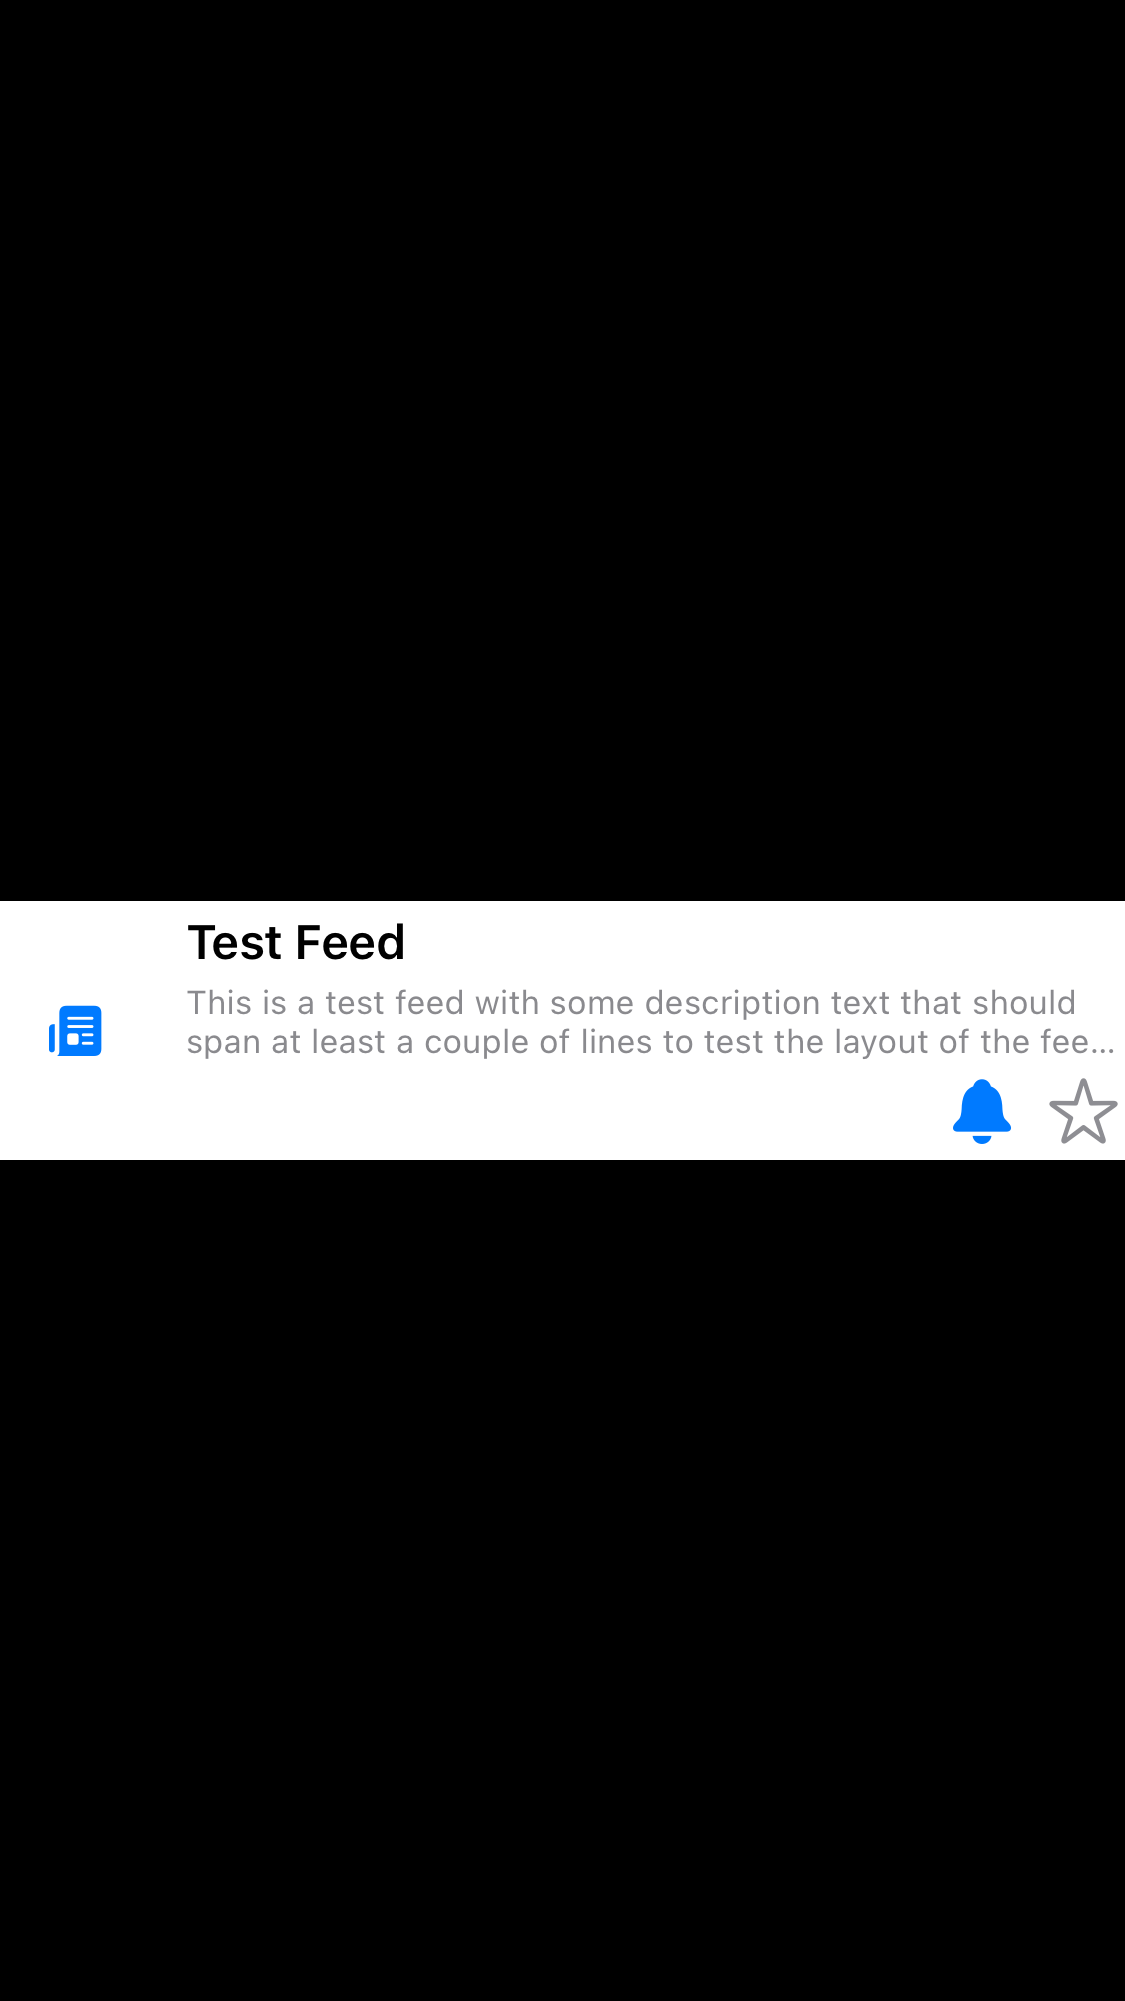 Test Feed
This is a test feed with some description text that should
span at least a couple of lines to test the layout of the fee...